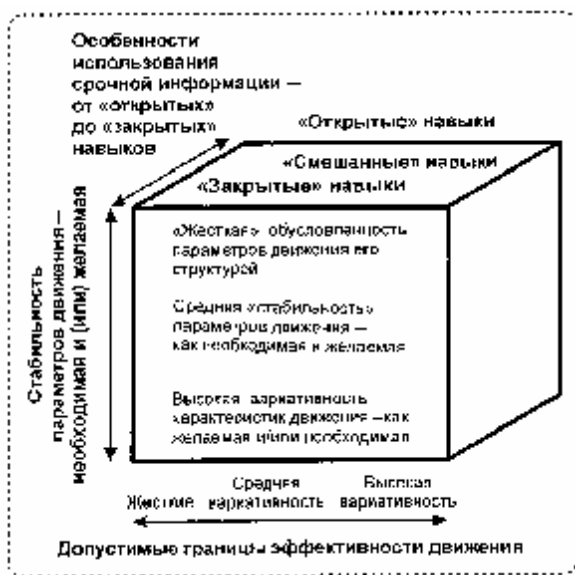 Особенности
использования
срочной информации —
от «открытых»
до «закрытых»
навыков
«Открытые» навыки
«Смешанные» навыки
«Закрытые» навыки
Стабильность
параметров движения —
необходимая и (или) желаемая
«Жесткая» обусловленность
параметров движения его
структурой
Средняя «стабильность»
параметров движения —
как необходимая и желаемая
Высокая вариативность
характеристик движения — как
желаемая и/или необходимая
Средняя Высокая
Жесткие вариативность вариативность
Допустимые границы эффективности движения